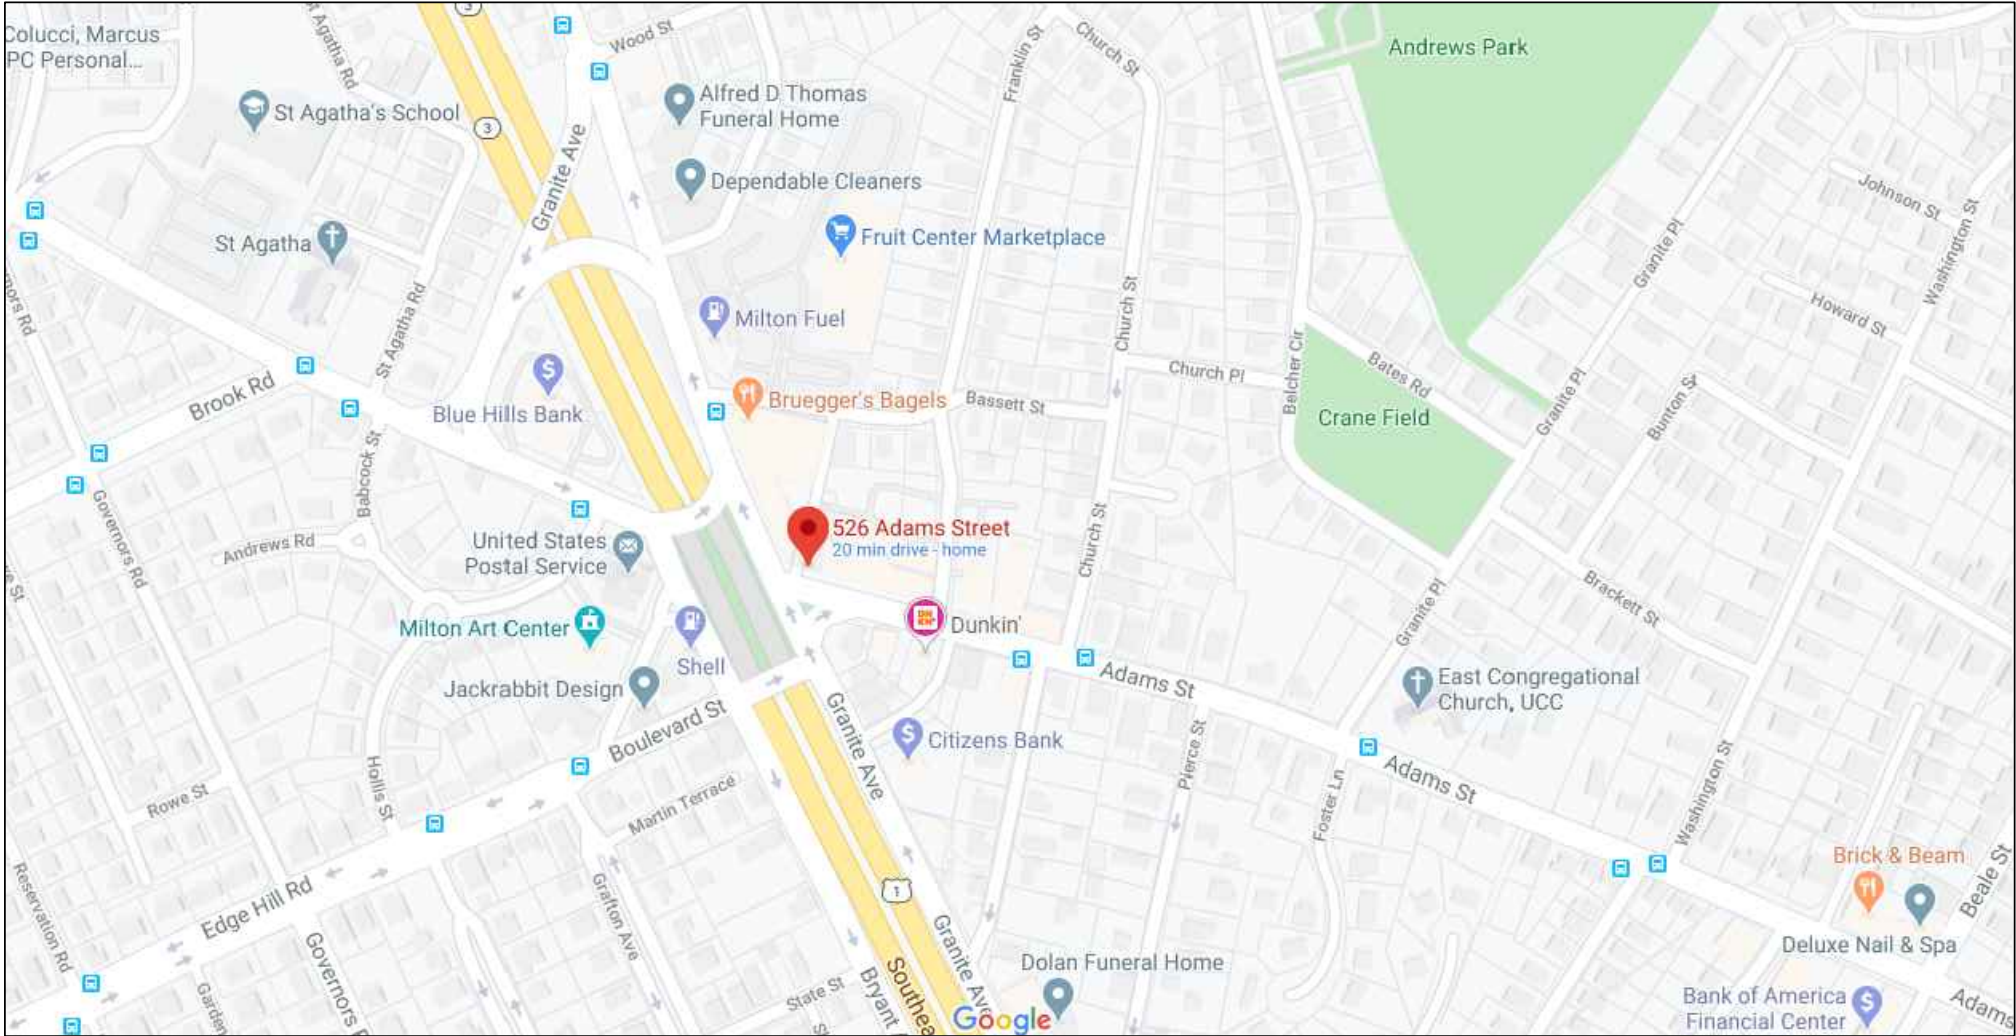 Colucci, Marcus
PC Personal...
St Agatha Rd
3
Wood St
Franklin St
Church St
Andrews Park
St Agatha's School
3
Granite Ave
Alfred D Thomas
Funeral Home
Dependable Cleaners
Johnson St
Washington St
St Agatha
Fruit Center Marketplace
Granite Pl
Howard St
St Agatha Rd
Milton Fuel
Church St
Belcher Cir
Bates Rd
Church Pl
Granite Pl
Bunton St
Brook Rd
Blue Hills Bank
$
Bruegger's Bagels
Bassett St
Crane Field
Babcock St
Governors Rd
Andrews Rd
United States
Postal Service
526 Adams Street
20 min drive - home
Church St
Granite Pl
Brackett St
Milton Art Center
Shell
Dunkin'
Jackrabbit Design
Boulevard St
Adams St
East Congregational
Church, UCC
Granite Ave
$
Citizens Bank
Pierce St
Hollis St
Rowe St
Martin Terrace
Foster Ln
Adams St
Washington St
Reservation Rd
Edge Hill Rd
Grafton Ave
1
Brick & Beam
Beale St
Deluxe Nail & Spa
Governors
Granite Ave
Dolan Funeral Home
State St
Bryant
Southea
Google
Garden
Bank of America
Financial Center
$
Adams